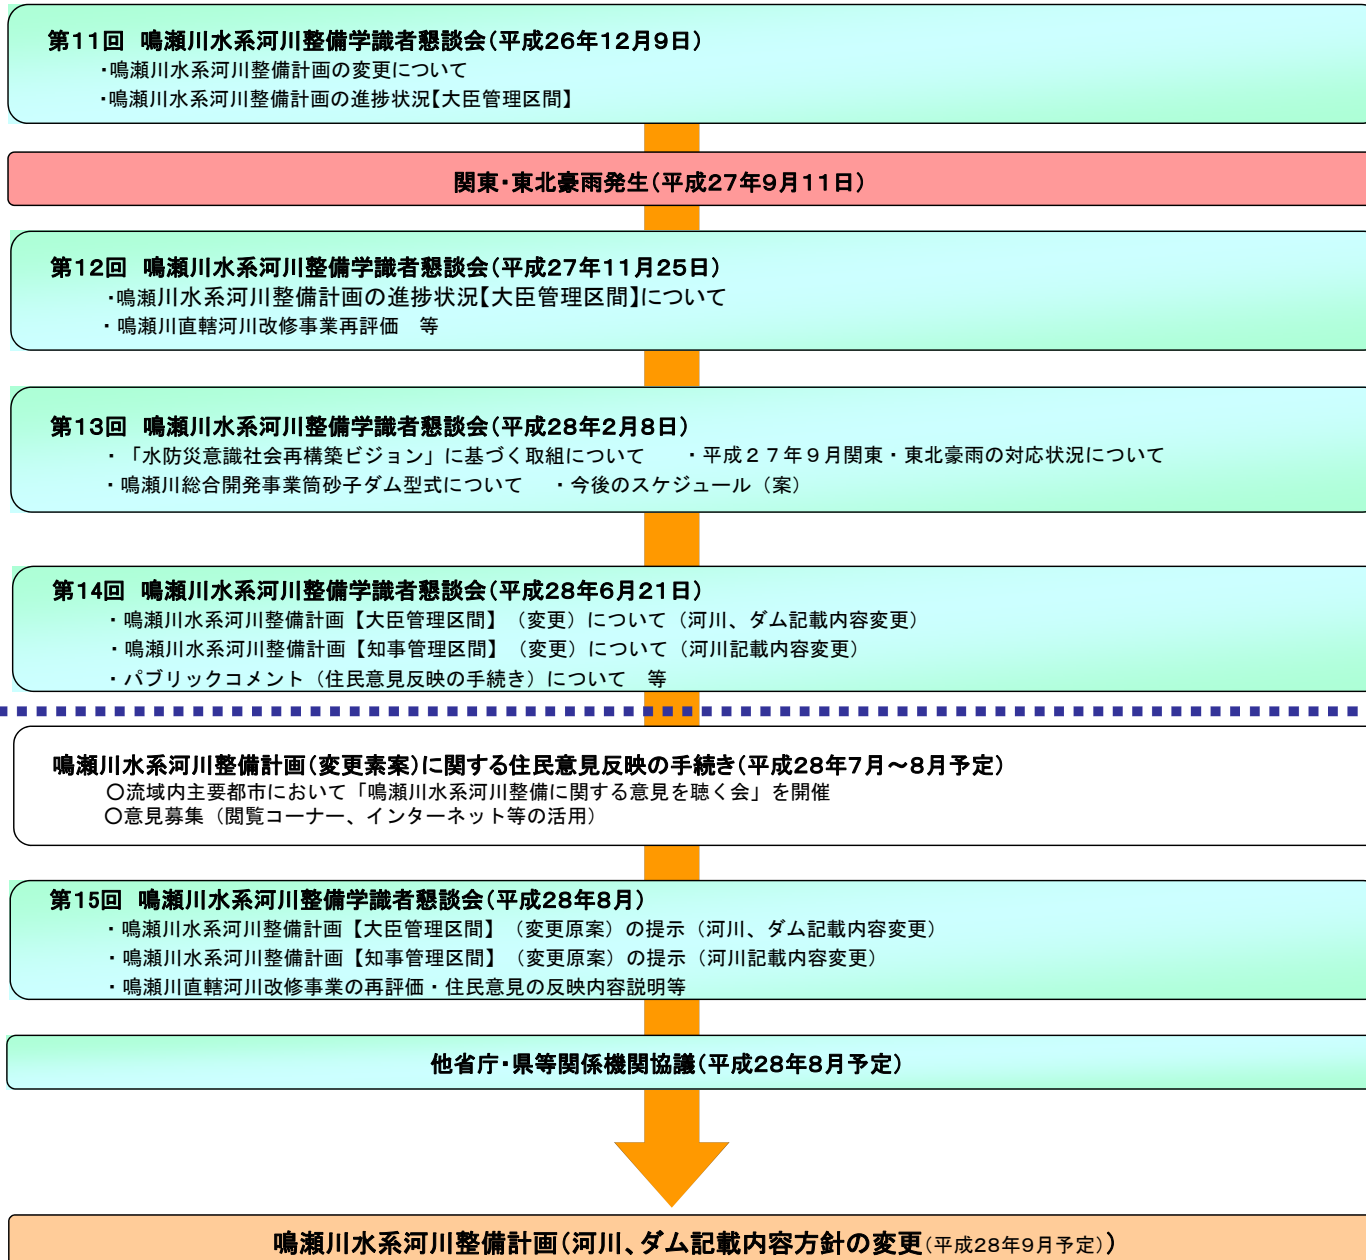 第11回　鳴瀬川水系河川整備学識者懇談会(平成26年12月9日)
・鳴瀬川水系河川整備計画の変更について
・鳴瀬川水系河川整備計画の進捗状況【大臣管理区間】
関東・東北豪雨発生(平成27年9月11日)
第12回　鳴瀬川水系河川整備学識者懇談会(平成27年11月25日)
・鳴瀬川水系河川整備計画の進捗状況【大臣管理区間】について
・鳴瀬川直轄河川改修事業再評価　等
第13回　鳴瀬川水系河川整備学識者懇談会(平成28年2月8日)
・「水防災意識社会再構築ビジョン」に基づく取組について　　・平成２７年９月関東・東北豪雨の対応状況について
・鳴瀬川総合開発事業筒砂子ダム型式について　・今後のスケジュール（案）
第14回　鳴瀬川水系河川整備学識者懇談会(平成28年6月21日)
・鳴瀬川水系河川整備計画【大臣管理区間】（変更）について（河川、ダム記載内容変更）
・鳴瀬川水系河川整備計画【知事管理区間】（変更）について（河川記載内容変更）
・パブリックコメント（住民意見反映の手続き）について　等
鳴瀬川水系河川整備計画(変更素案)に関する住民意見反映の手続き(平成28年7月～8月予定)
○流域内主要都市において「鳴瀬川水系河川整備に関する意見を聴く会」を開催
○意見募集（閲覧コーナー、インターネット等の活用）
第15回　鳴瀬川水系河川整備学識者懇談会(平成28年8月)
・鳴瀬川水系河川整備計画【大臣管理区間】（変更原案）の提示（河川、ダム記載内容変更）
・鳴瀬川水系河川整備計画【知事管理区間】（変更原案）の提示（河川記載内容変更）
・鳴瀬川直轄河川改修事業の再評価・住民意見の反映内容説明等
他省庁・県等関係機関協議(平成28年8月予定)
鳴瀬川水系河川整備計画(河川、ダム記載内容方針の変更(平成28年9月予定))